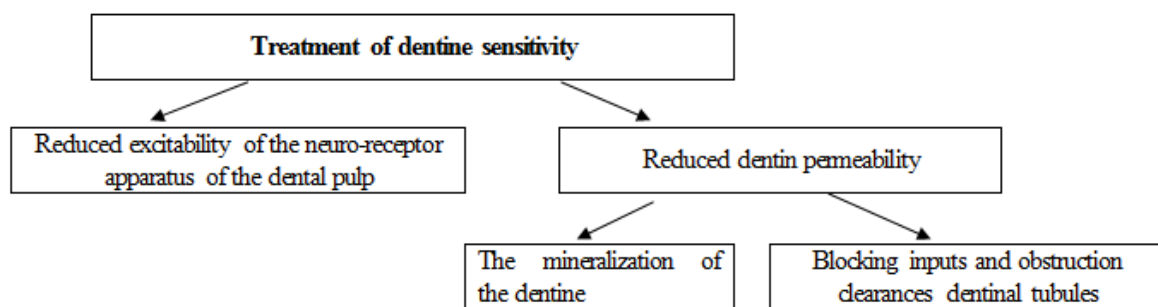 Treatment of dentine sensitivity
Reduced excitability of the neuro-receptor
apparatus of the dental pulp
Reduced dentin permeability
The mineralization of
the dentine
Blocking inputs and obstruction
clearances dentinal tubules